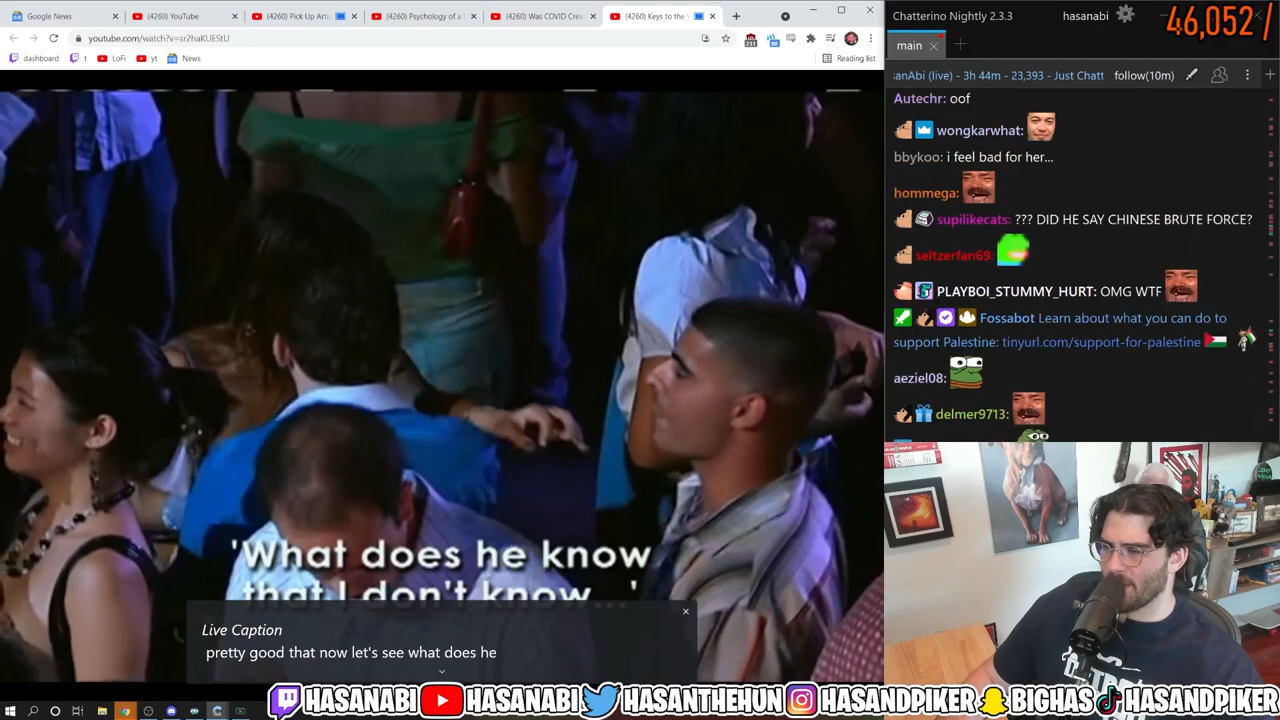 Google News
(4260) YouTube
(4260) Pick Up Artic
(4260) Psychology of a
(4260) Was COVID Creat
(4260) Keys to the V
youtube.com/watch?v=sr2haKUEStU
dashboard
t
LoFi
yt
News
Reading list
'What does he know
that I don't know...'
Live Caption
pretty good that now let's see what does he
Chatterino Nightly 2.3.3
hasanabi
46,052 /
main
sanAbi (live) - 3h 44m - 23,393 - Just Chatt
follow(10m)
Autechr: oof
wongkarwhat:
bbykoo: i feel bad for her...
hommega:
supilikecats: ??? DID HE SAY CHINESE BRUTE FORCE?
seltzerfan69:
PLAYBOI_STUMMY_HURT: OMG WTF
Fossabot Learn about what you can do to
support Palestine: tinyurl.com/support-for-palestine
aeziel08:
delmer9713:
HASANABI HASANABI HASANTHEHUN HASANDPIKER BIGHAS HASANDPIKER